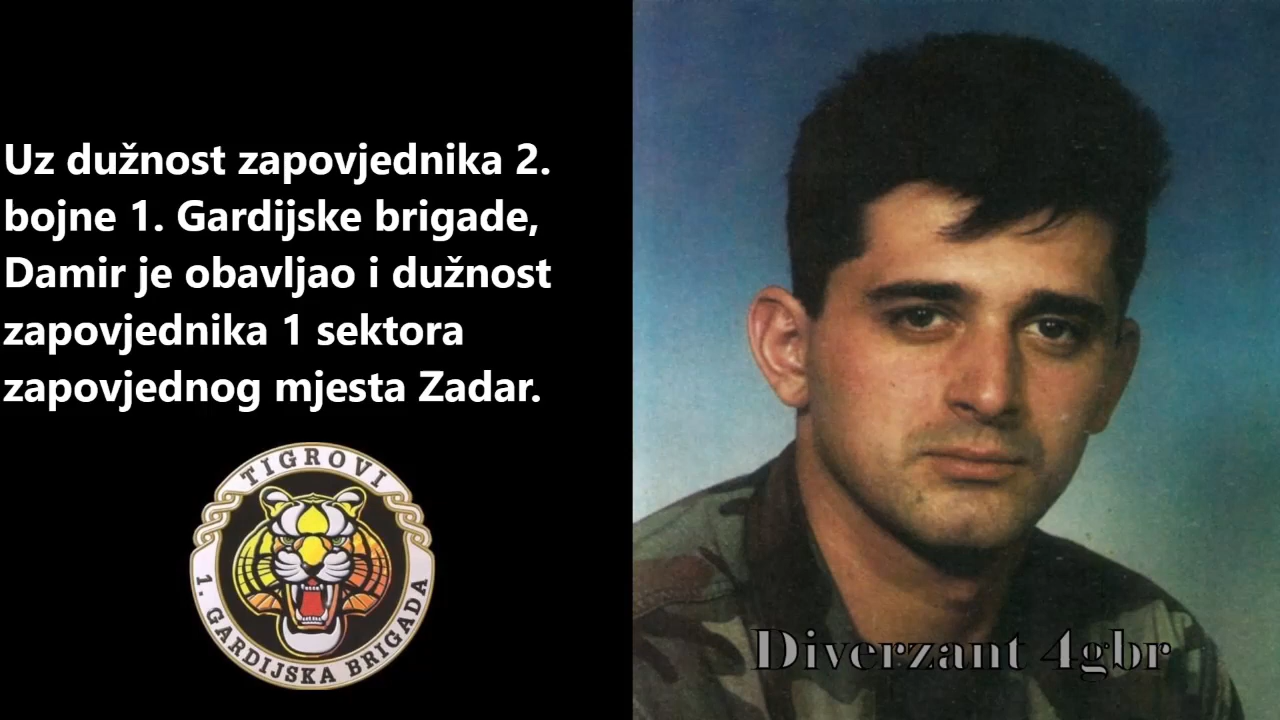 Uz dužnost zapovjednika 2.
bojne 1. Gardijske brigade,
Damir je obavljao i dužnost
zapovjednika 1 sektora
zapovjednog mjesta Zadar.
TIGROVI
1. GARDIJSKA BRIGADA
Diverzant 4gbr